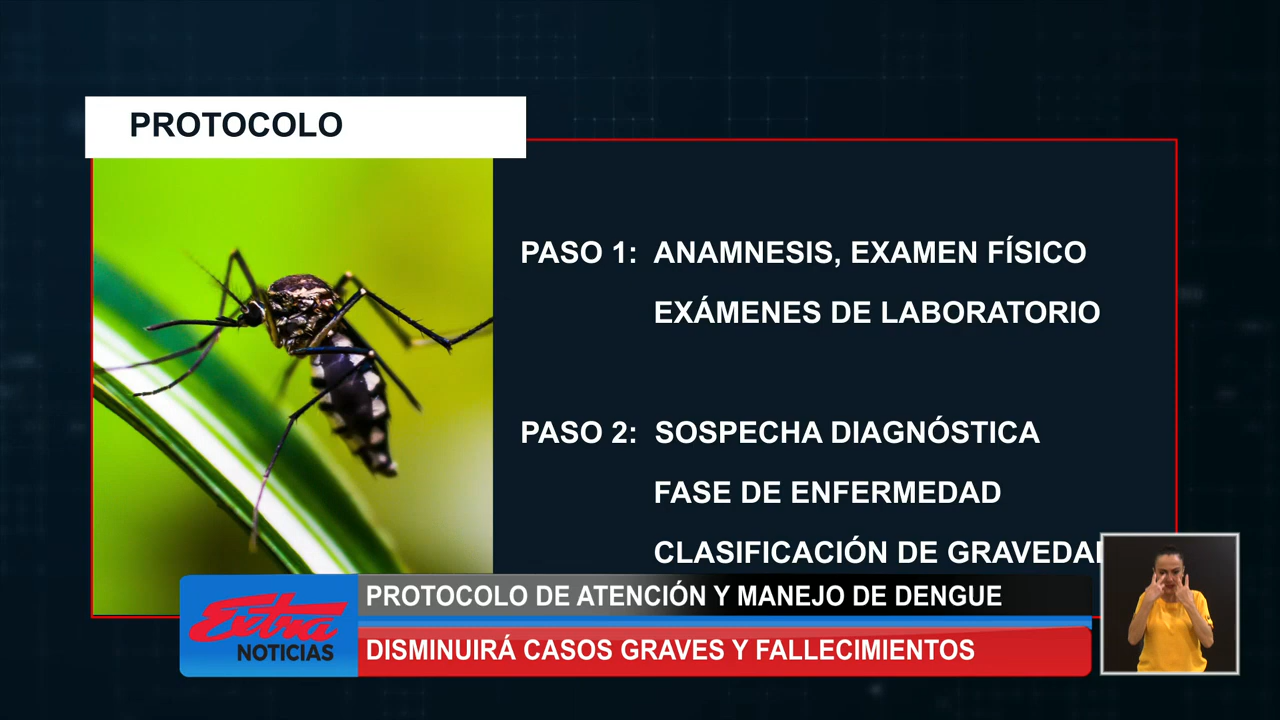 PROTOCOLO
PASO 1: ANAMNESIS, EXAMEN FÍSICO
EXÁMENES DE LABORATORIO
PASO 2: SOSPECHA DIAGNÓSTICA
FASE DE ENFERMEDAD
CLASIFICACIÓN DE GRAVEDA
PROTOCOLO DE ATENCIÓN Y MANEJO DE DENGUE
Extra
NOTICIAS
DISMINUIRÁ CASOS GRAVES Y FALLECIMIENTOS